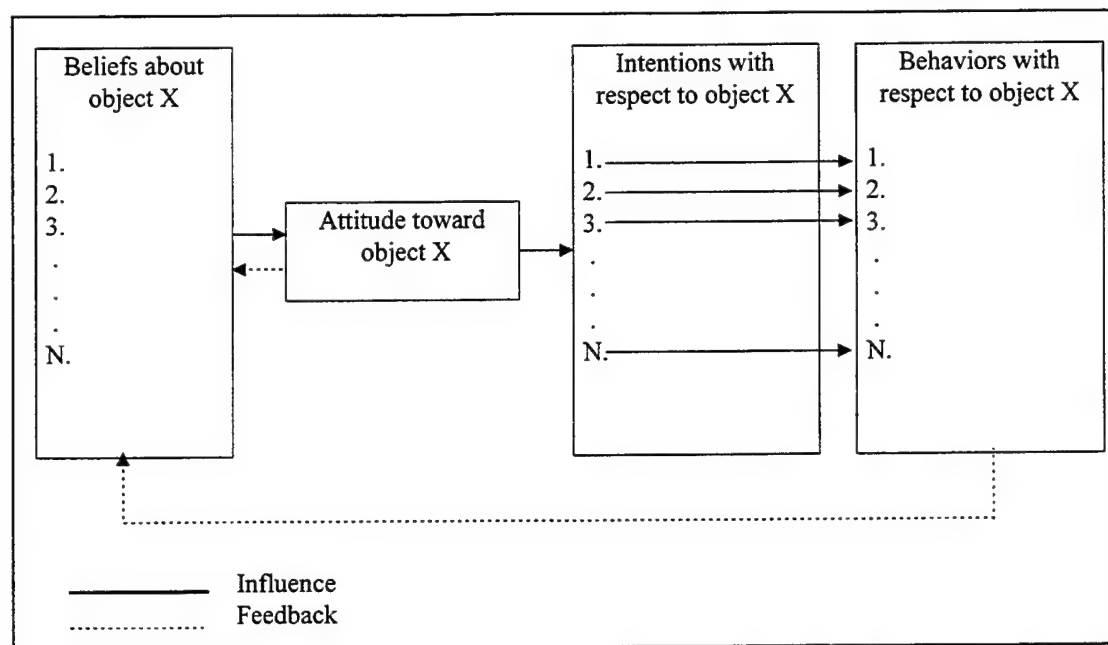 Beliefs about
object X
1.
2.
3.
.
.
.
N.
Attitude toward
object X
Intentions with
respect to object X
1.
2.
3.
.
.
.
N.
Behaviors with
respect to object X
1.
2.
3.
.
.
.
N.
Influence
Feedback